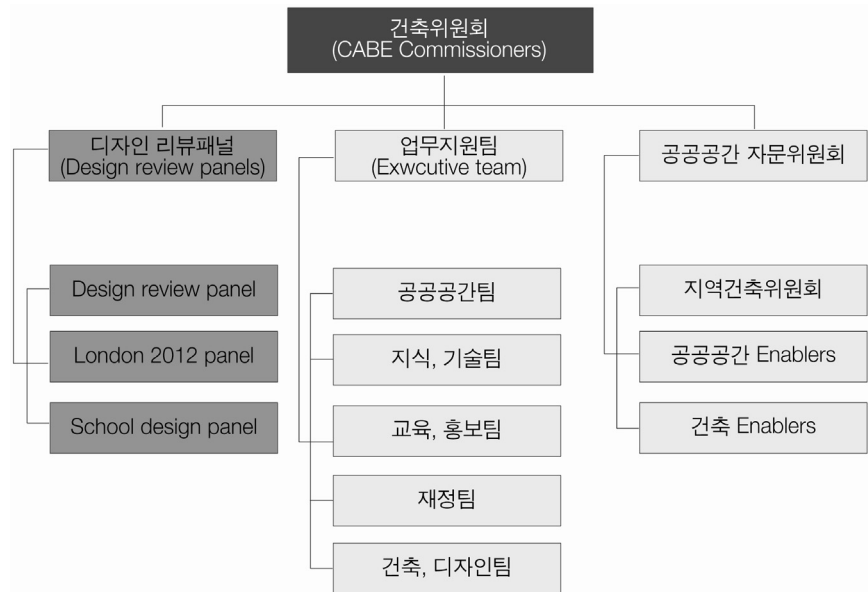 건축위원회
(CABE Commissioners)
디자인 리뷰패널
(Design review panels)
업무지원팀
(Exwcutive team)
공공공간 자문위원회
Design review panel
London 2012 panel
School design panel
공공공간팀
지식, 기술팀
교육, 홍보팀
재정팀
건축, 디자인팀
지역건축위원회
공공공간 Enablers
건축 Enablers